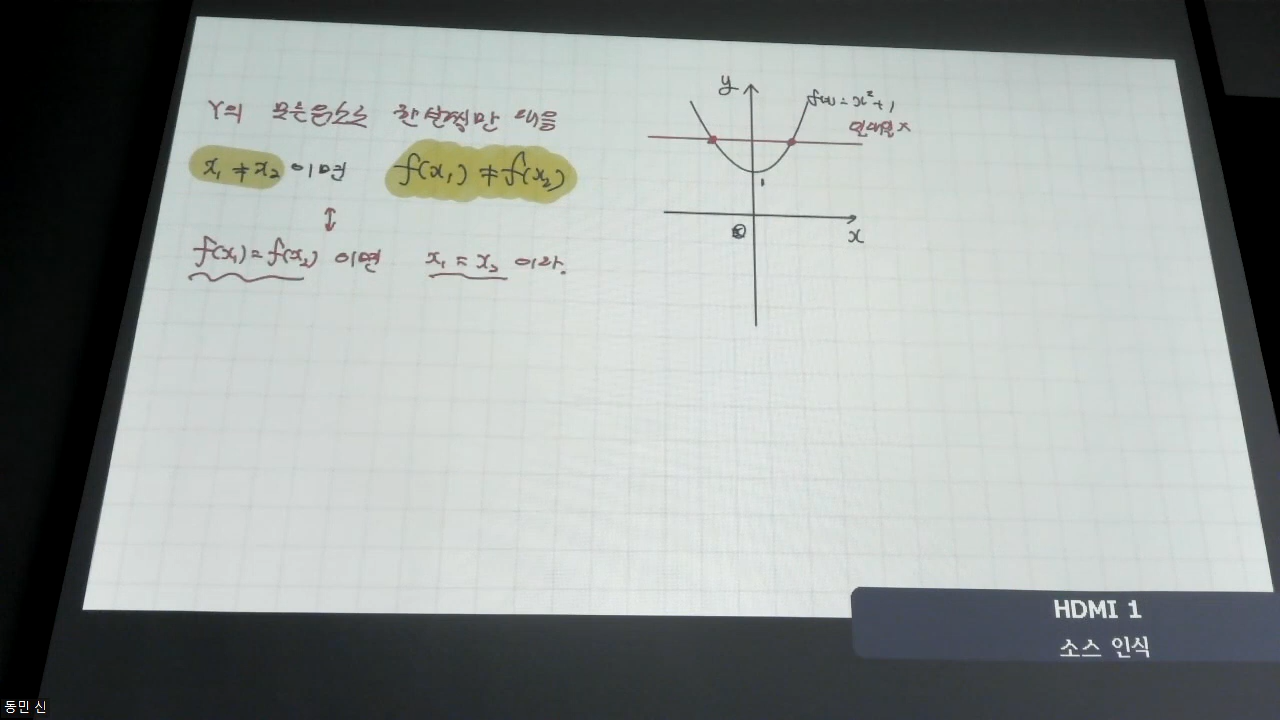 Y의 모든원소로 한살씩만 대응
x₁ ≠ x₂ 이면 f(x₁) ≠ f(x₂)
↕
f(x₁) = f(x₂) 이면 x₁ = x₂ 이다.
y
f(x) = x² + 1
일대일 x
1
x
HDMI 1
소스 인식
동민 신